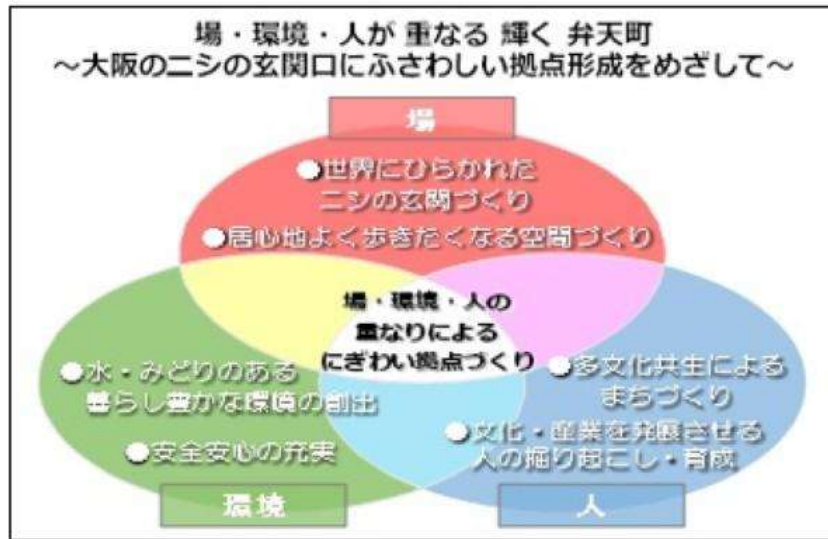 場・環境・人が 重なる 輝く 弁天町
～大阪のニシの玄関口にふさわしい拠点形成をめざして～
場
●世界にひらかれた
ニシの玄関づくり
●居心地よく歩きたくなる空間づくり
場・環境・人の
重なりによる
にぎわい拠点づくり
●水・みどりのある
暮らし豊かな環境の創出
●安全安心の充実
環境
●多文化共生による
まちづくり
●文化・産業を発展させる
人の掘り起こし・育成
人